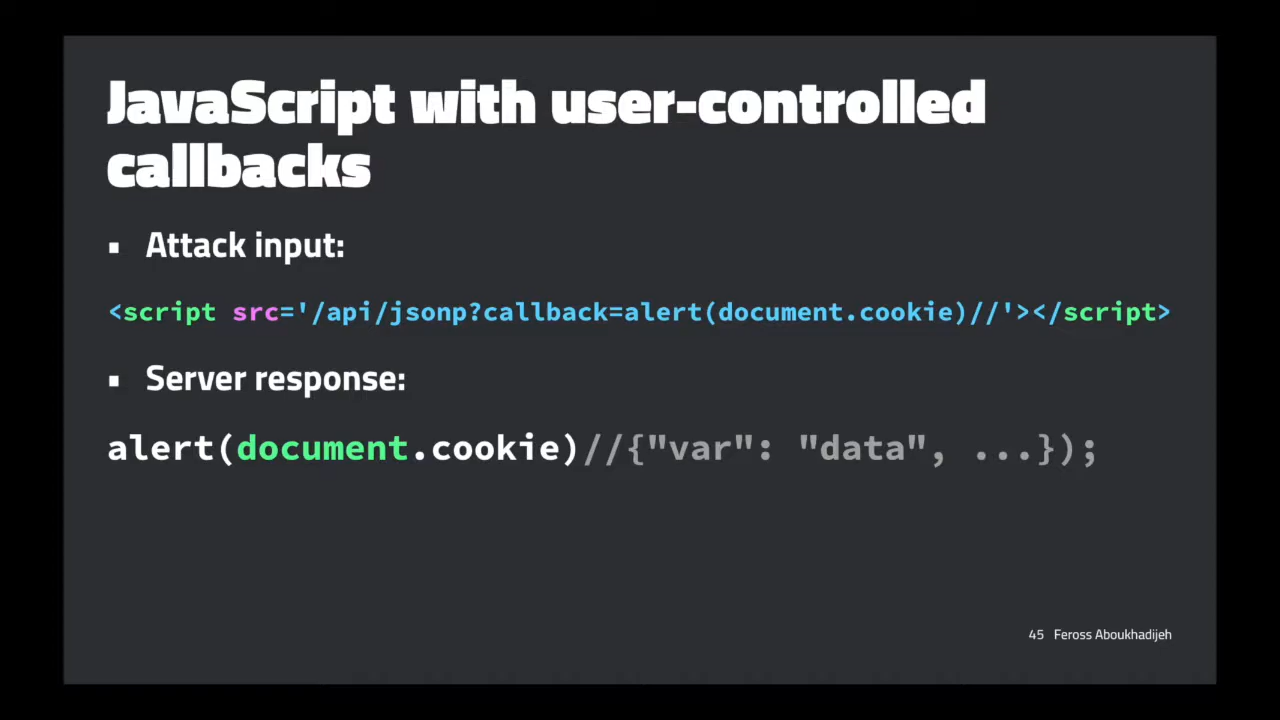 JavaScript with user-controlled
callbacks
▪ Attack input:
<script src='/api/jsonp?callback=alert(document.cookie)//'></script>
▪ Server response:
alert(document.cookie)//{"var": "data", ...});
45 Feross Aboukhadijeh